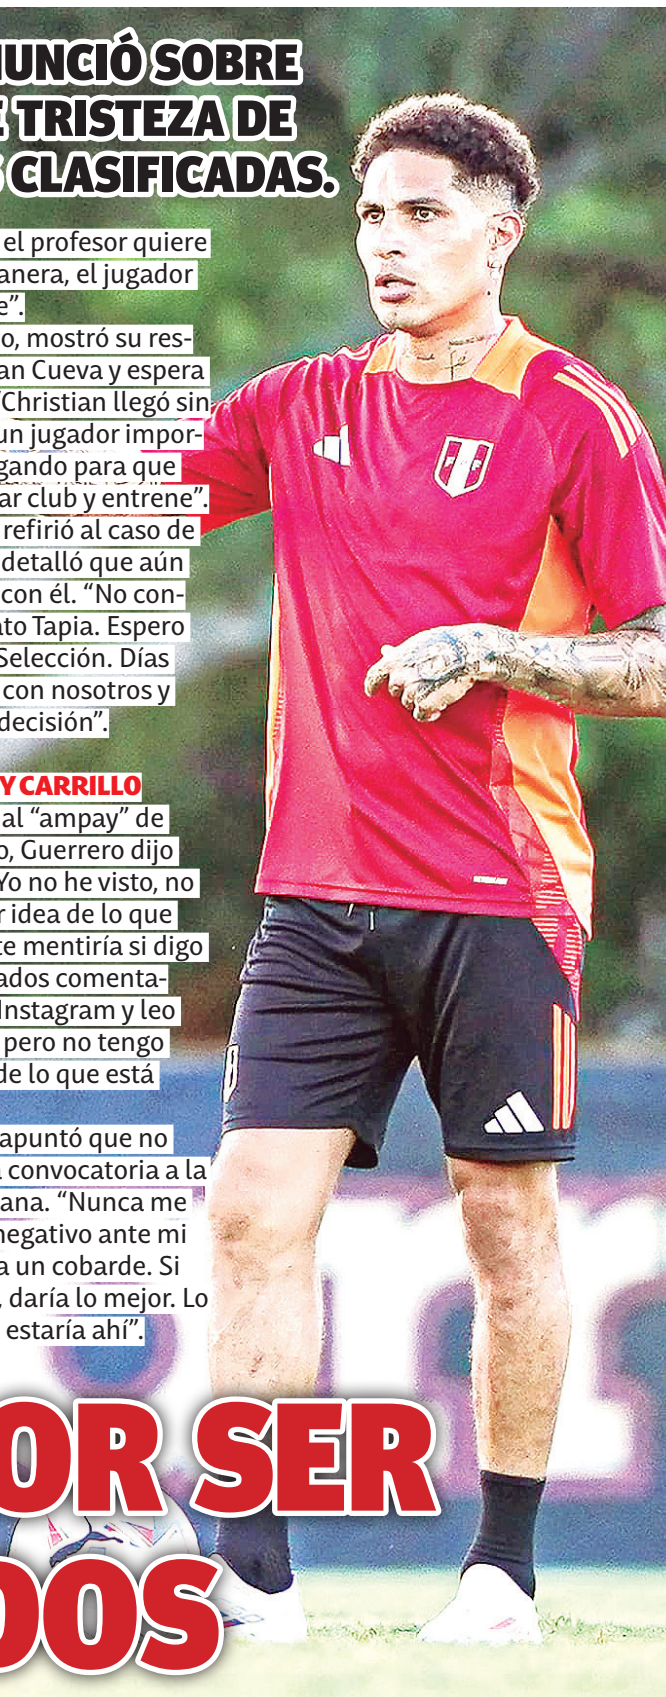 NUNCIÓ SOBRE
E TRISTEZA DE
S CLASIFICADAS.
el profesor quiere
anera, el jugador
e”.
o, mostró su res-
an Cueva y espera
“Christian llegó sin
un jugador impor-
gando para que
ar club y entrene”.
refirió al caso de
detalló que aún
con él. “No con-
ato Tapia. Espero
Selección. Días
con nosotros y
decisión”.
Y CARRILLO
al “ampay” de
o, Guerrero dijo
Yo no he visto, no
r idea de lo que
te mentiría si digo
ados comenta-
Instagram y leo
pero no tengo
de lo que está
apuntó que no
a convocatoria a la
ana. “Nunca me
negativo ante mi
a un cobarde. Si
, daría lo mejor. Lo
estaría ahí”.
OR SER
DOS